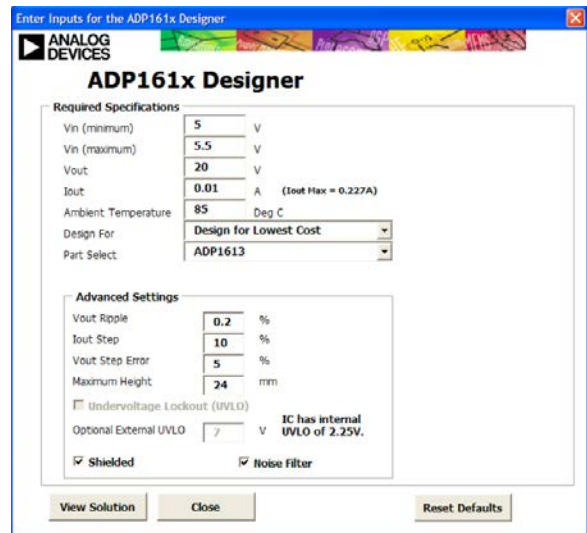 Enter Inputs for the ADP161x Designer
ANALOG
DEVICES
ADP161x Designer
Required Specifications
Vin (minimum) 5 V
Vin (maximum) 5.5 V
Vout 20 V
Iout 0.01 A (Iout Max = 0.227A)
Ambient Temperature 85 Deg C
Design For Design for Lowest Cost
Part Select ADP1613
Advanced Settings
Vout Ripple 0.2 %
Iout Step 10 %
Vout Step Error 5 %
Maximum Height 24 mm
Undervoltage Lockout (UVLO)
Optional External UVLO 7 V IC has internal
UVLO of 2.25V.
Shielded Noise Filter
View Solution Close Reset Defaults